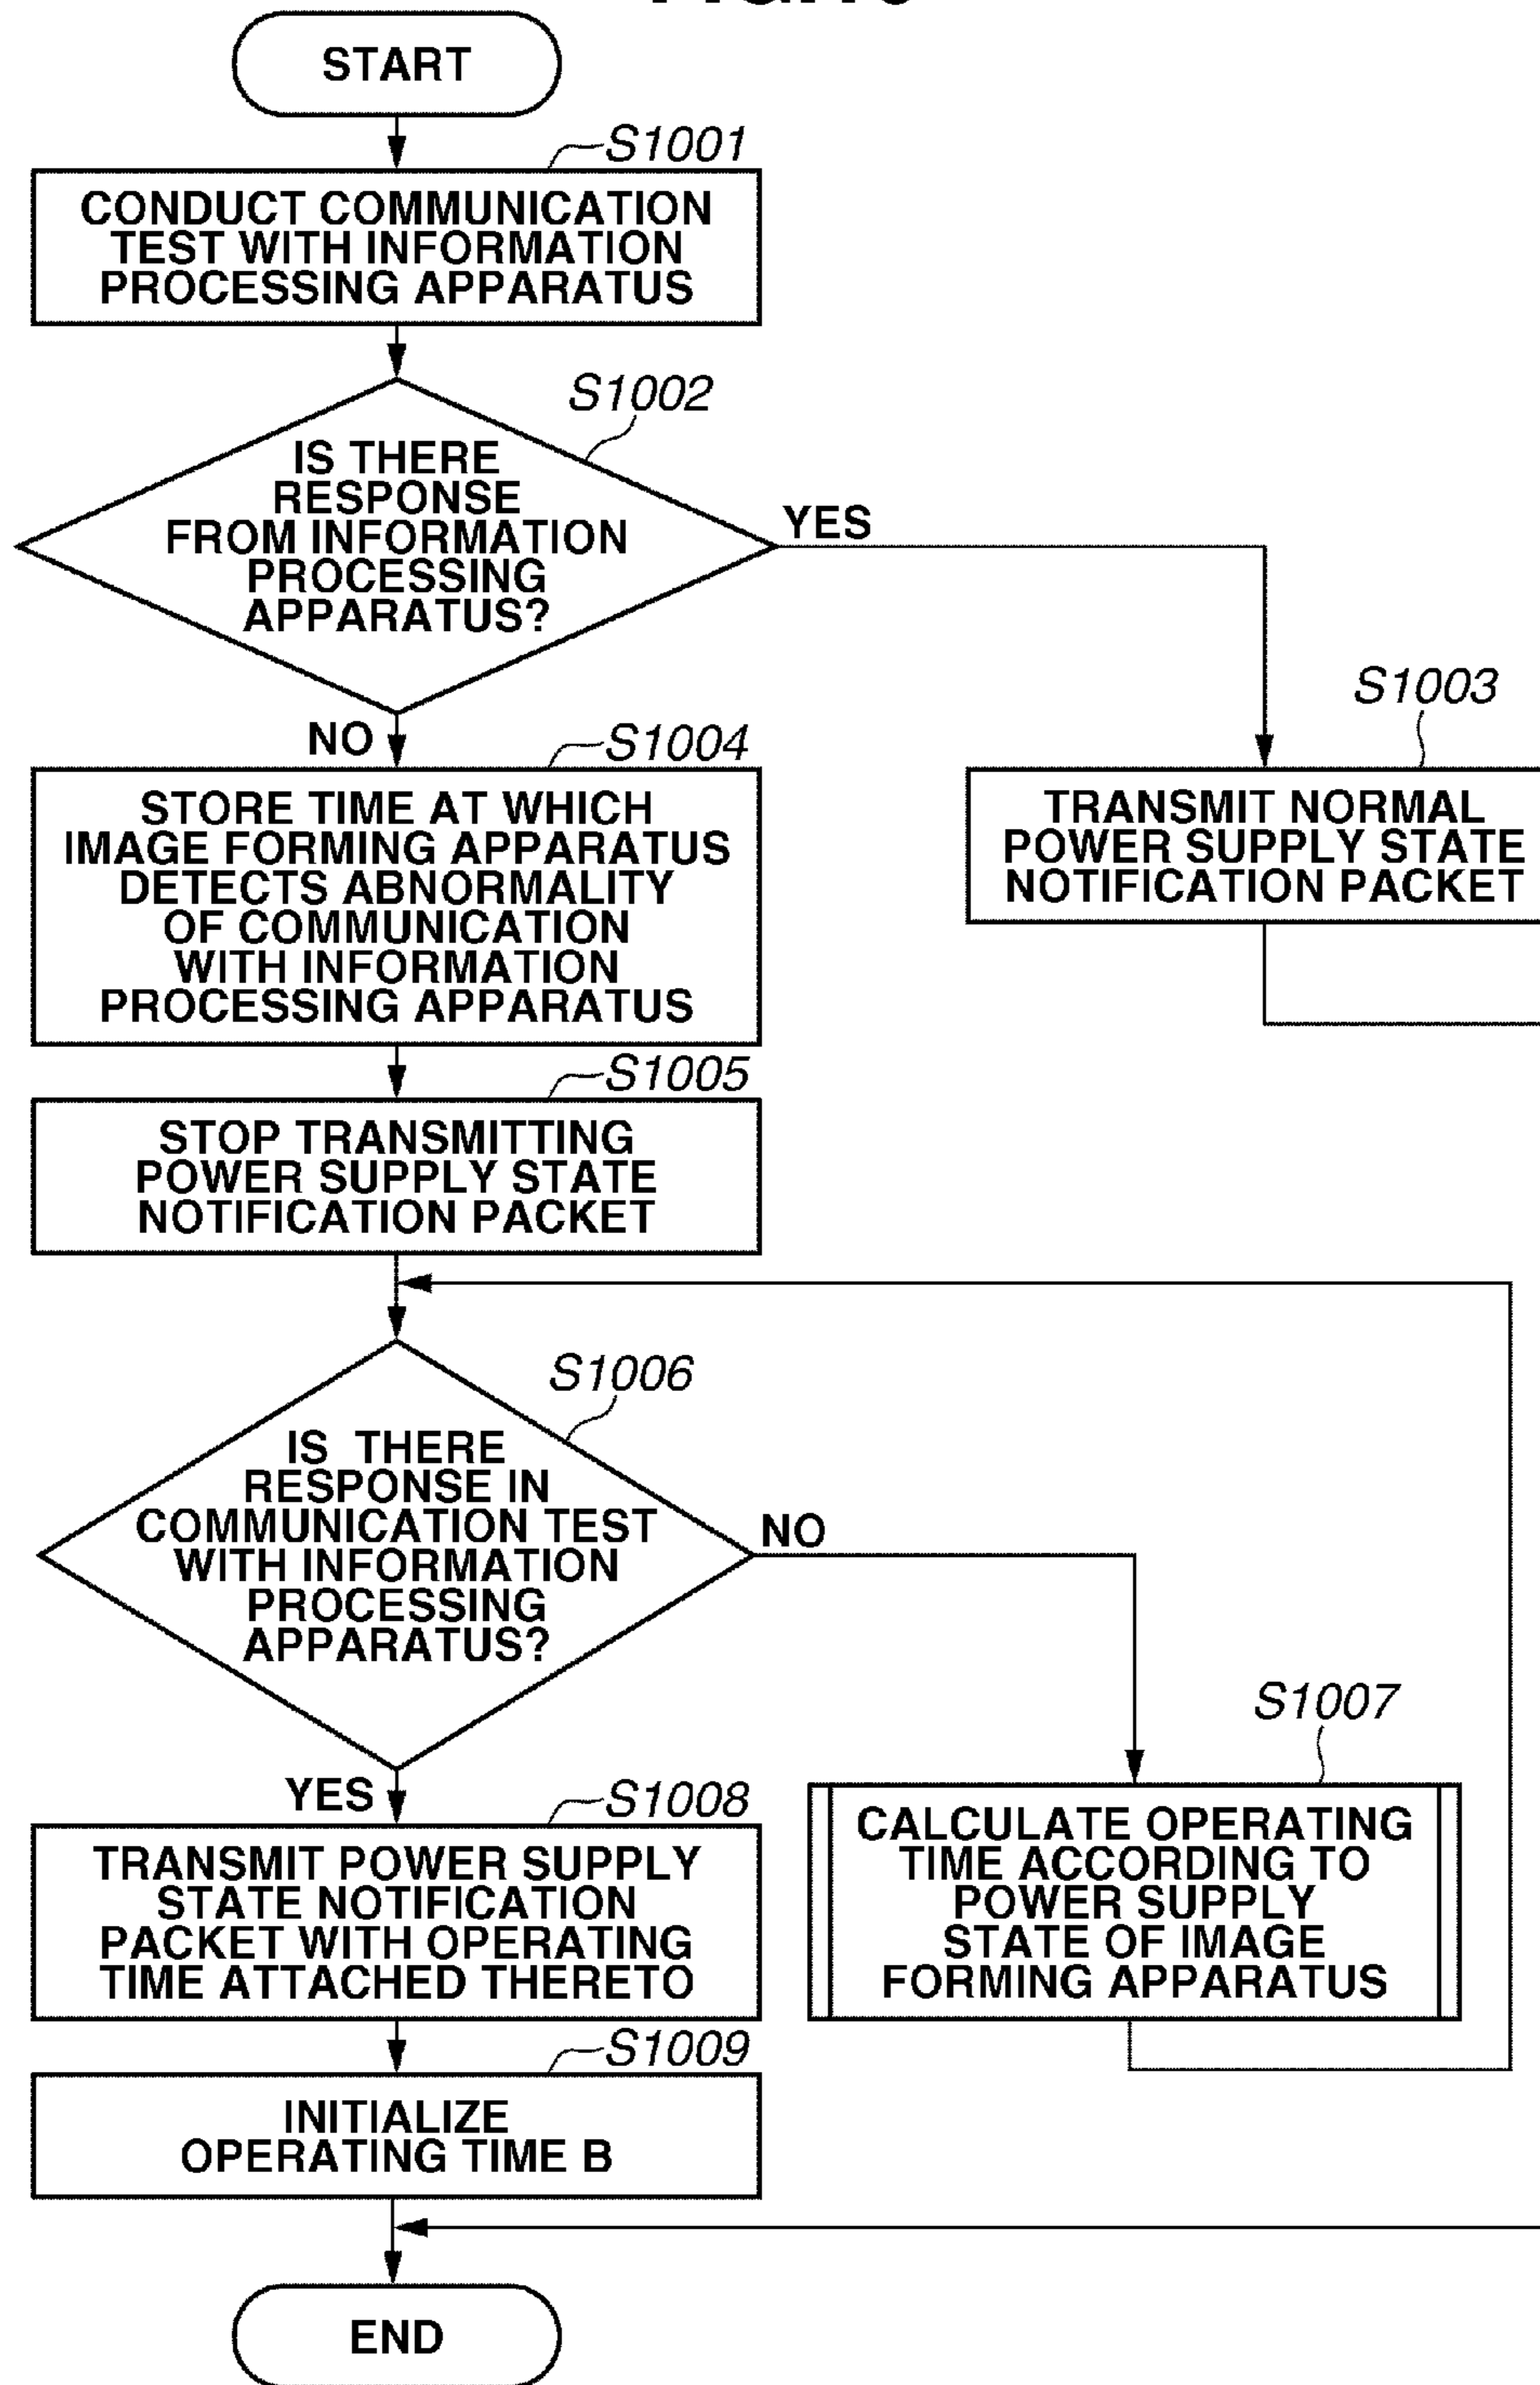 START
S1001
CONDUCT COMMUNICATION
TEST WITH INFORMATION
PROCESSING APPARATUS
S1002
IS THERE
RESPONSE
FROM INFORMATION
PROCESSING
APPARATUS?
YES
NO
S1003
TRANSMIT NORMAL
POWER SUPPLY STATE
NOTIFICATION PACKET
S1004
STORE TIME AT WHICH
IMAGE FORMING APPARATUS
DETECTS ABNORMALITY
OF COMMUNICATION
WITH INFORMATION
PROCESSING APPARATUS
S1005
STOP TRANSMITTING
POWER SUPPLY STATE
NOTIFICATION PACKET
S1006
IS THERE
RESPONSE IN
COMMUNICATION TEST
WITH INFORMATION
PROCESSING
APPARATUS?
NO
YES
S1007
CALCULATE OPERATING
TIME ACCORDING TO
POWER SUPPLY
STATE OF IMAGE
FORMING APPARATUS
S1008
TRANSMIT POWER SUPPLY
STATE NOTIFICATION
PACKET WITH OPERATING
TIME ATTACHED THERETO
S1009
INITIALIZE
OPERATING TIME B
END